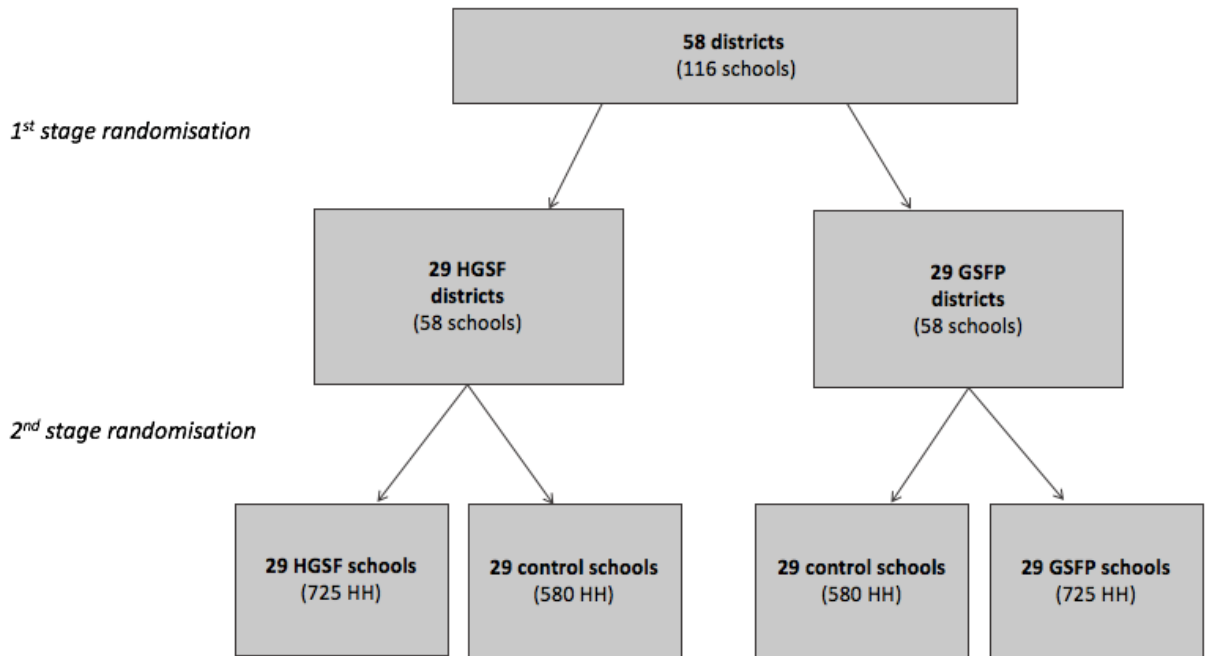 58 districts
(116 schools)
1st stage randomisation
29 HGSF
districts
(58 schools)
29 GSFP
districts
(58 schools)
2nd stage randomisation
29 HGSF schools
(725 HH)
29 control schools
(580 HH)
29 control schools
(580 HH)
29 GSFP schools
(725 HH)